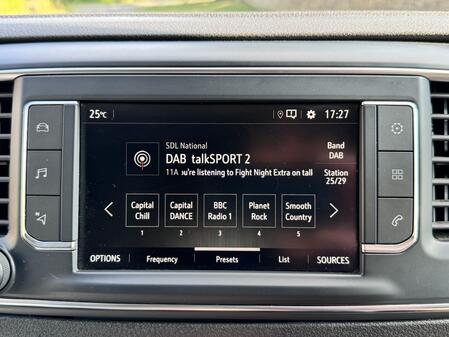 25°C
17:27
SDL National
DAB talkSPORT 2
11A ou're listening to Fight Night Extra on talk
Band
DAB
Station
25/29
Capital Chill
Capital DANCE
BBC Radio 1
Planet Rock
Smooth Country
1 2 3 4 5
OPTIONS Frequency Presets List SOURCES